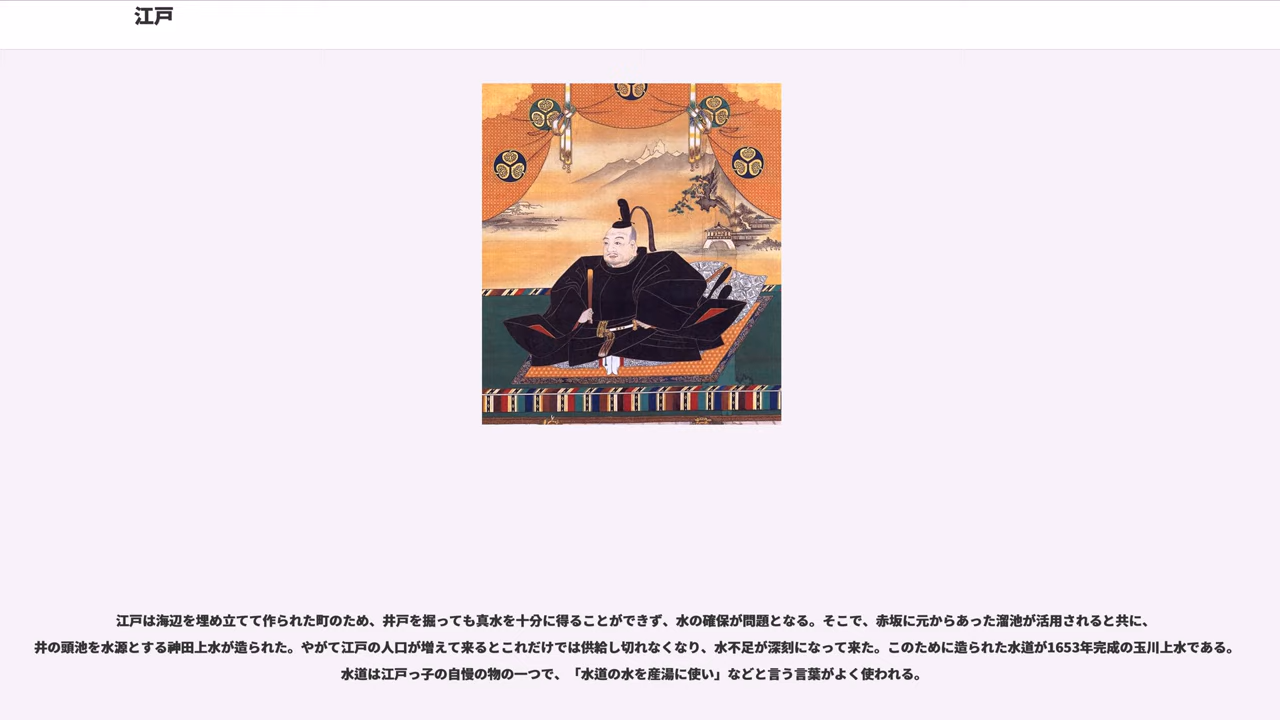 江戸
江戸は海辺を埋め立てて作られた町のため、井戸を掘っても真水を十分に得ることができず、水の確保が問題となる。そこで、赤坂に元からあった溜池が活用されると共に、
井の頭池を水源とする神田上水が造られた。やがて江戸の人口が増えて来るとこれだけでは供給し切れなくなり、水不足が深刻になって来た。このために造られた水道が1653年完成の玉川上水である。
水道は江戸っ子の自慢の物の一つで、「水道の水を産湯に使い」などと言う言葉がよく使われる。